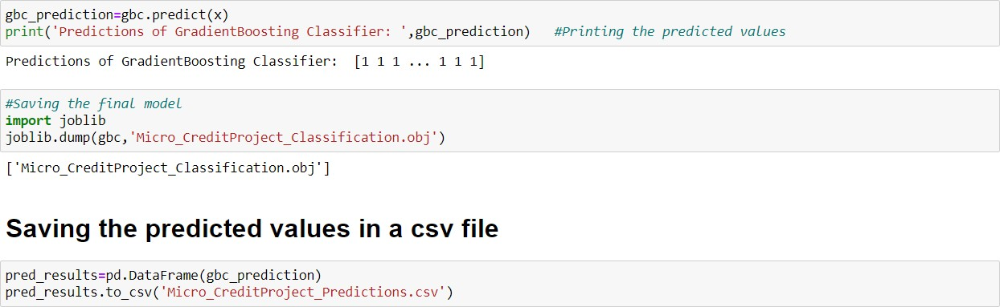 gbc_prediction=gbc.predict(x)
print('Predictions of GradientBoosting Classifier: ',gbc_prediction)   #Printing the predicted values
Predictions of GradientBoosting Classifier:  [1 1 1 ... 1 1 1]
#Saving the final model
import joblib
joblib.dump(gbc,'Micro_CreditProject_Classification.obj')
['Micro_CreditProject_Classification.obj']
Saving the predicted values in a csv file
pred_results=pd.DataFrame(gbc_prediction)
pred_results.to_csv('Micro_CreditProject_Predictions.csv')